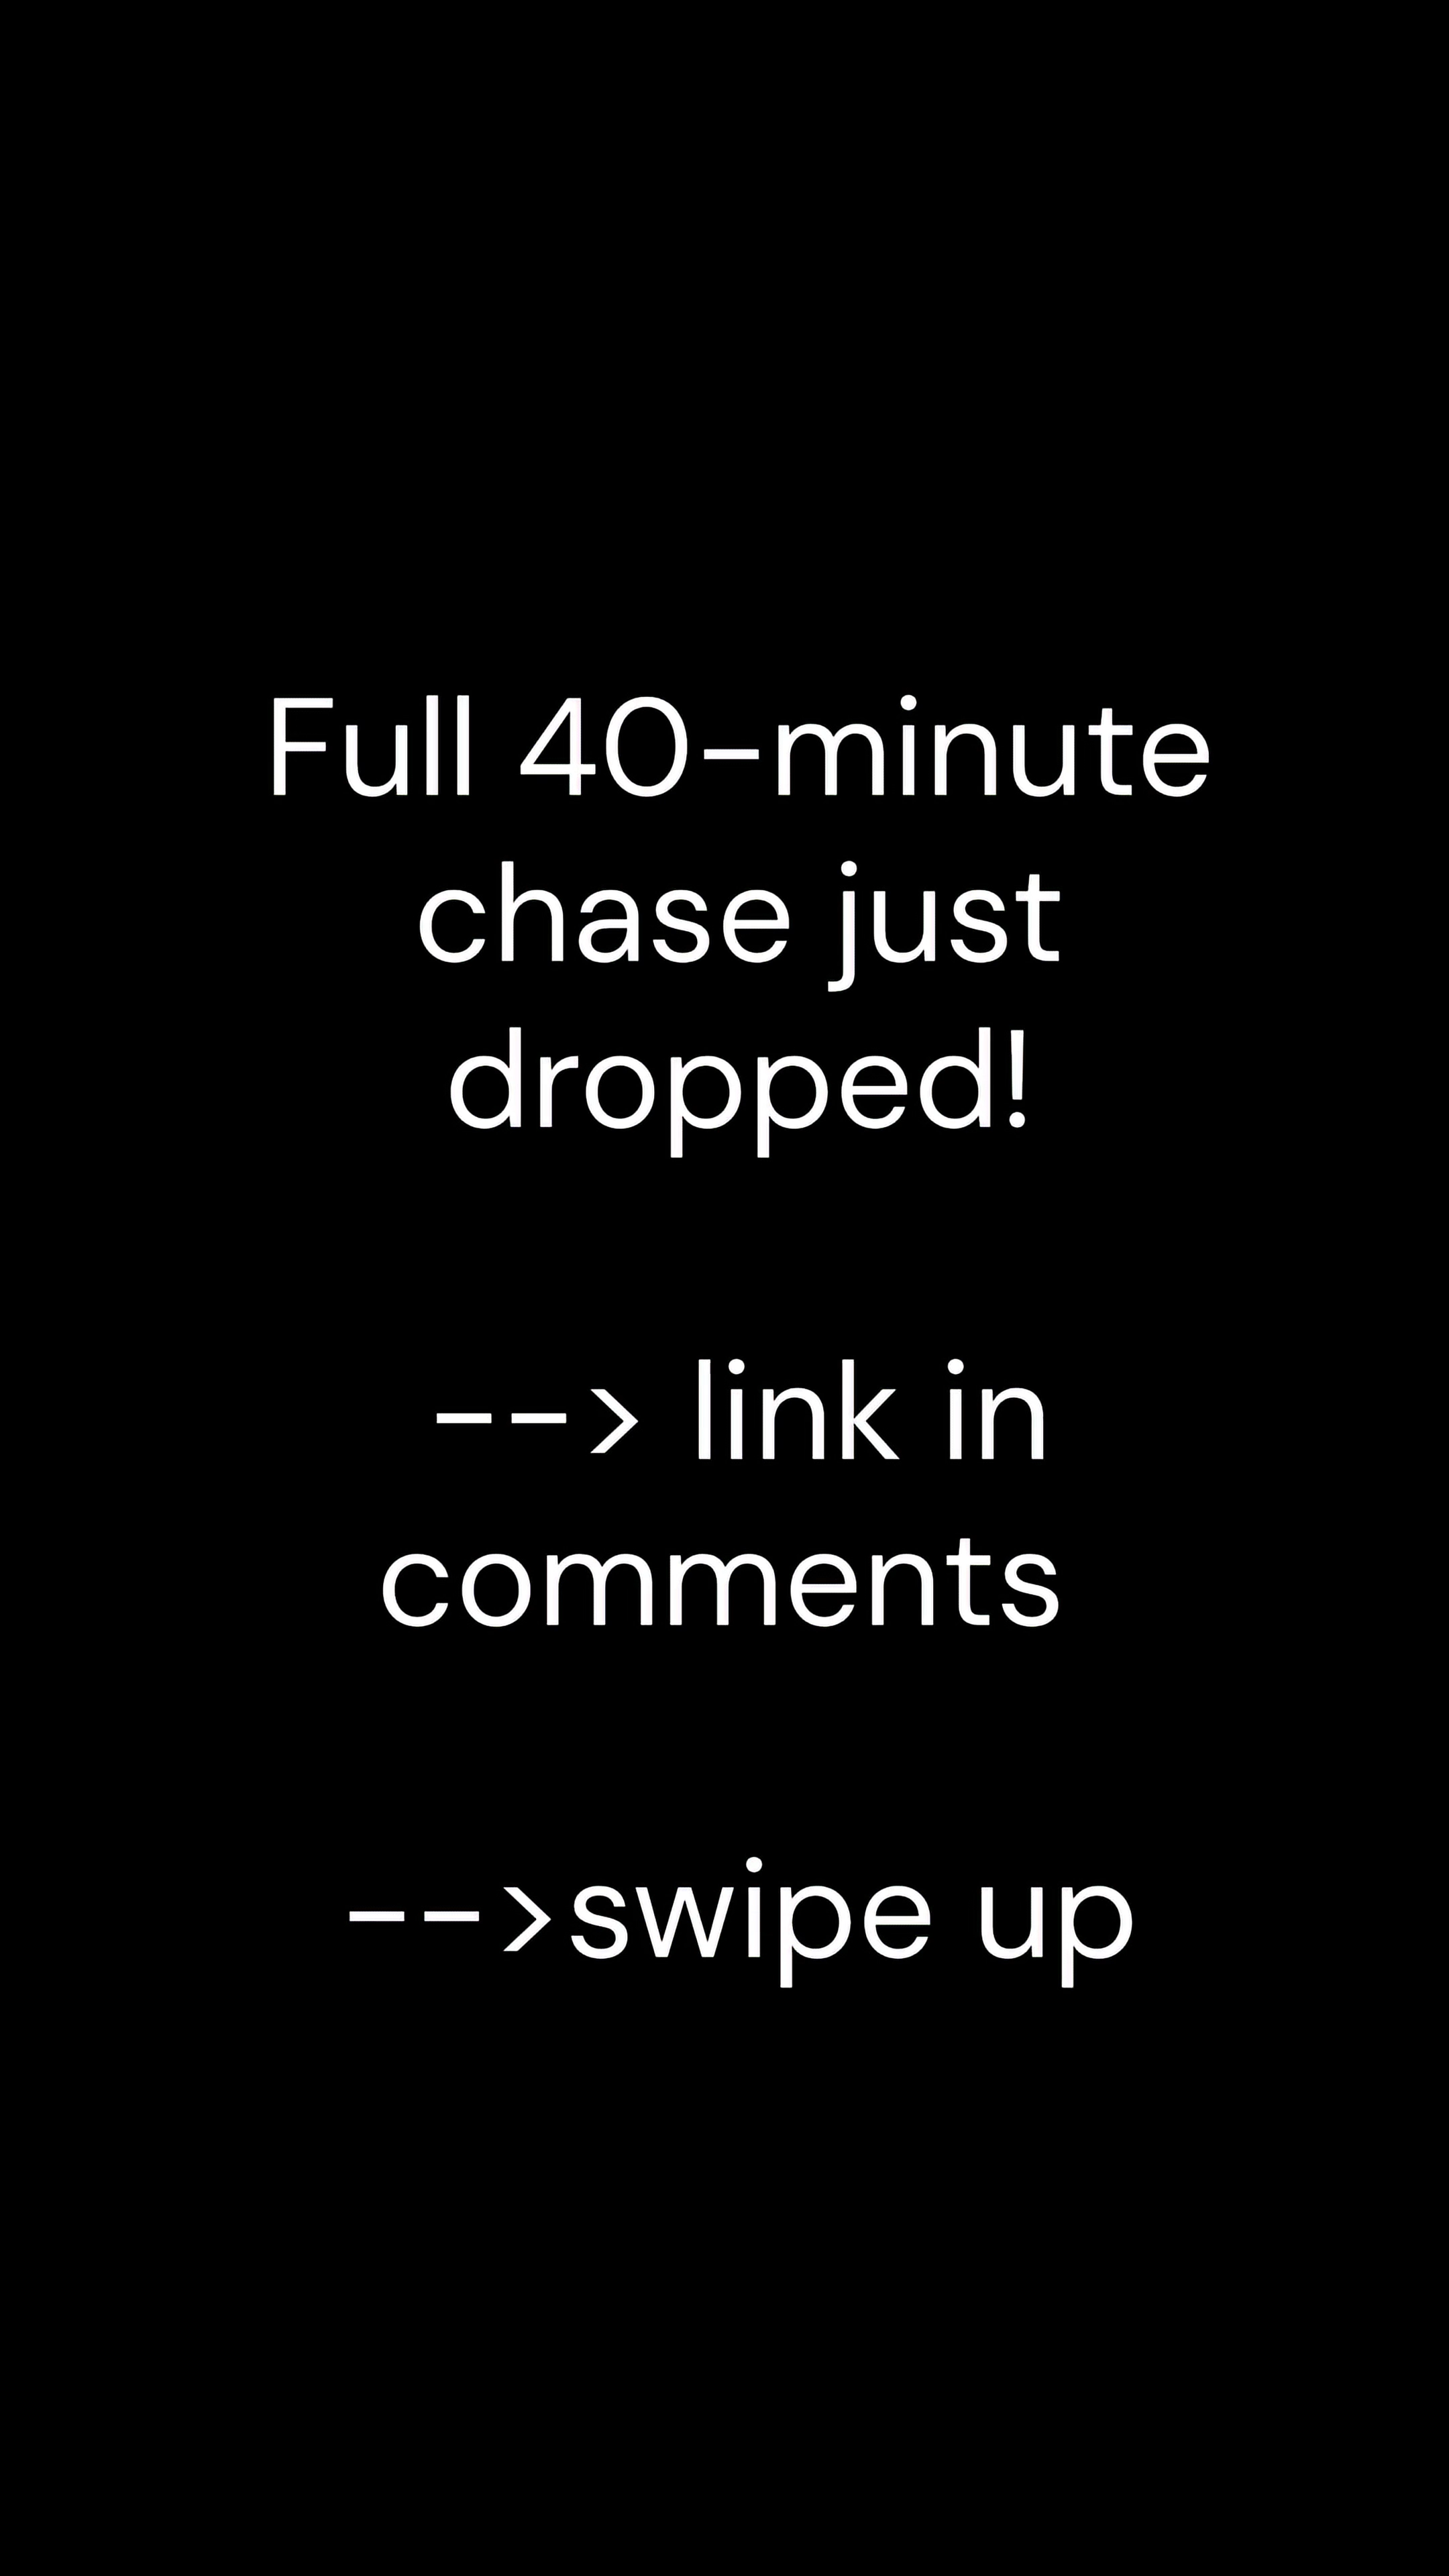 Full 40-minute
chase just
dropped!
--> link in
comments
-->swipe up